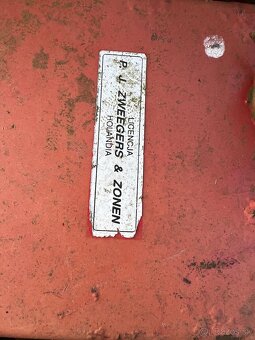 LICENCJA
P. J. ZWEEGERS & ZONEN
HOLANDIA